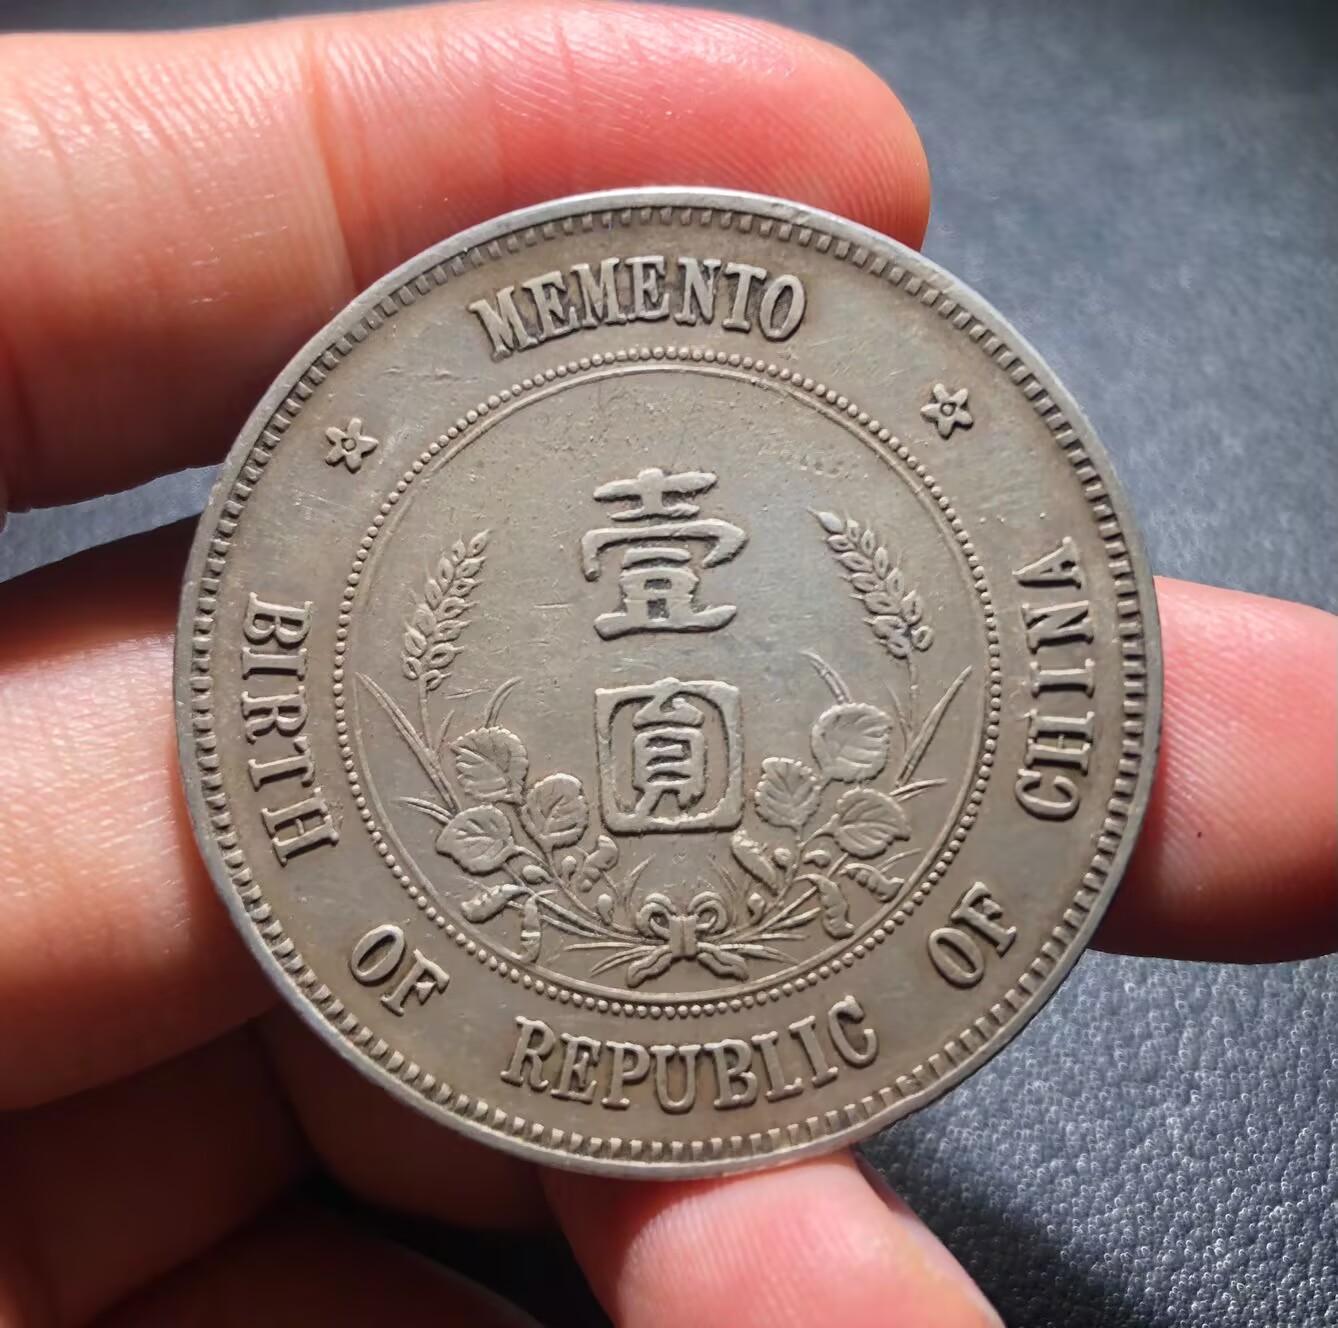 MEMENTO
壹
圓
BIRTH OF REPUBLIC OF CHINA